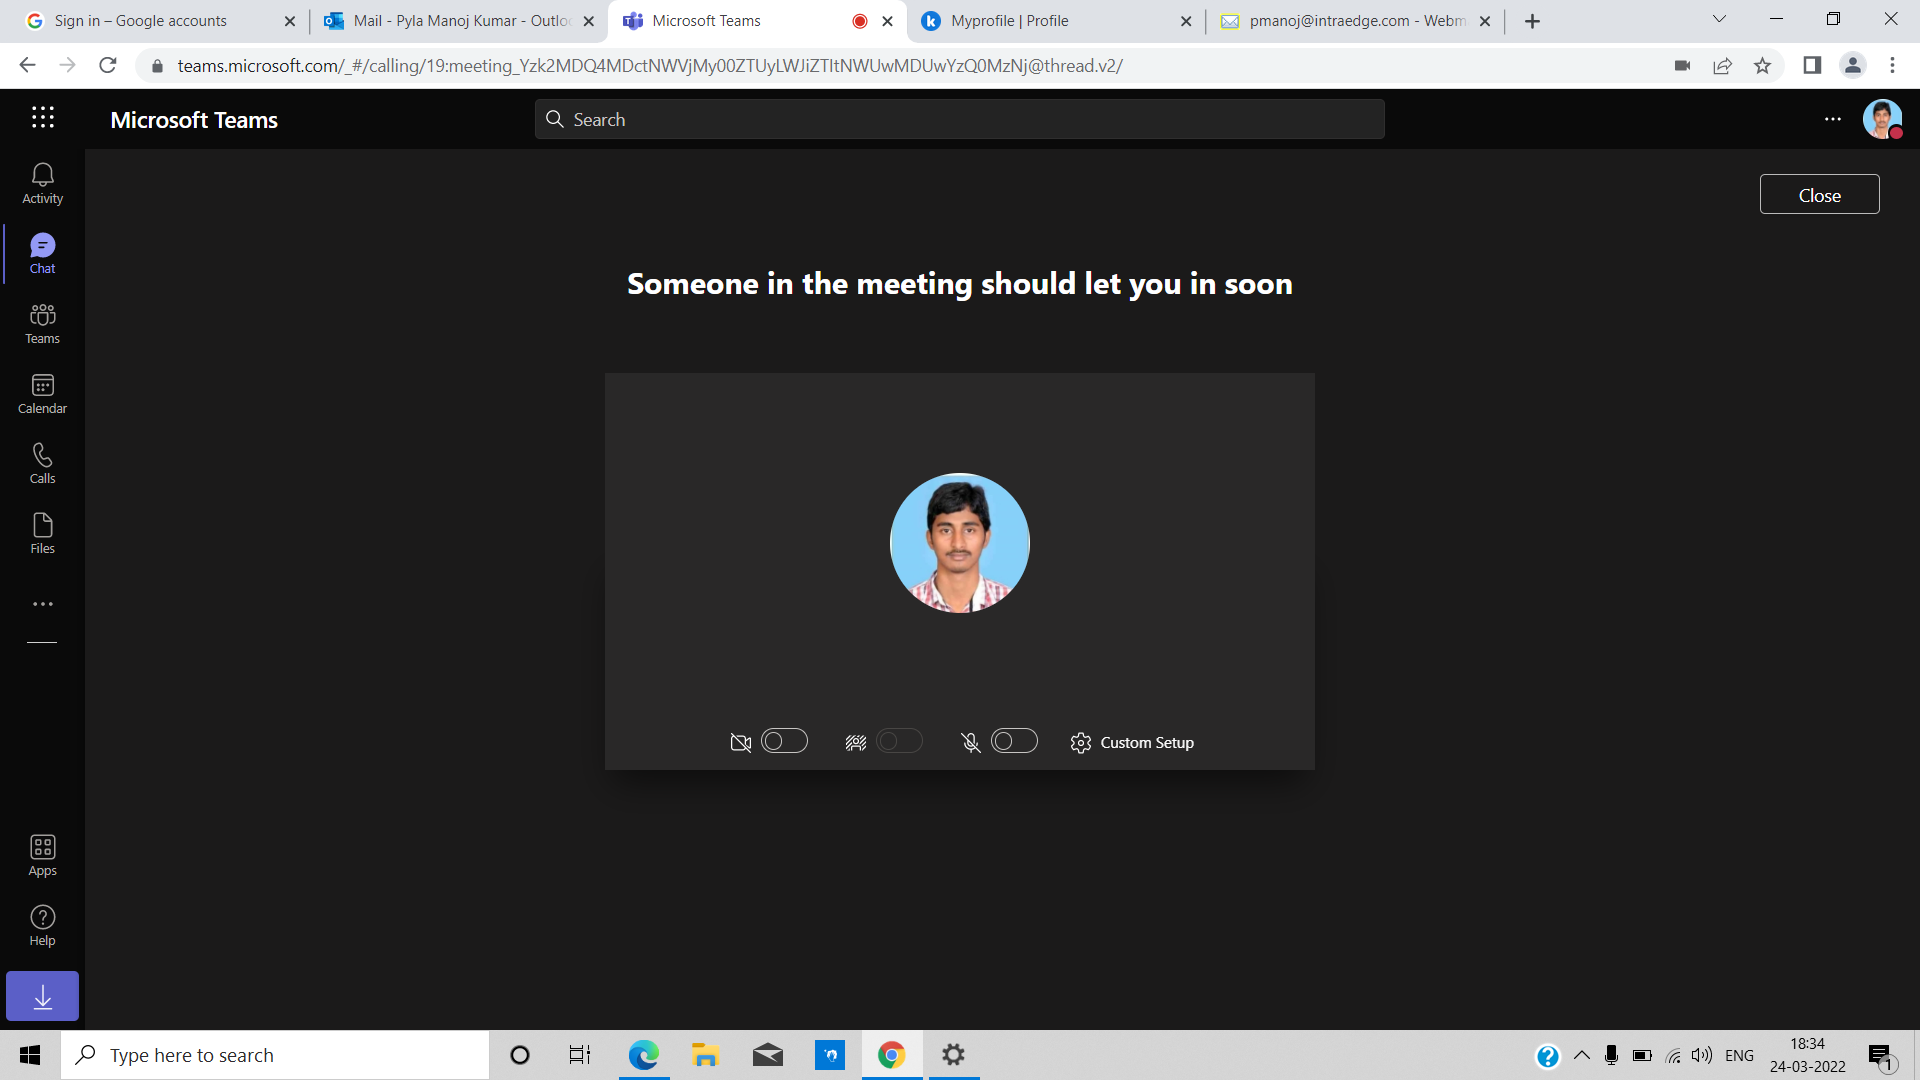 Sign in – Google accounts
Mail - Pyla Manoj Kumar - Outlo
Microsoft Teams
Myprofile | Profile
pmanoj@intraedge.com - Webm
teams.microsoft.com/_#/calling/19:meeting_Yzk2MDQ4MDctNWVjMy00ZTUyLWJiZTItNWUwMDUwYzQ0MzNj@thread.v2/
Microsoft Teams
Search
Activity
Close
Chat
Someone in the meeting should let you in soon
Teams
Calendar
Calls
Files
Custom Setup
Apps
Help
Type here to search
ENG
18:34
24-03-2022
1